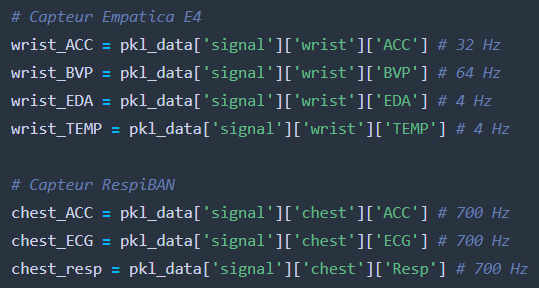 # Capteur Empatica E4
wrist_ACC = pkl_data['signal']['wrist']['ACC'] # 32 Hz
wrist_BVP = pkl_data['signal']['wrist']['BVP'] # 64 Hz
wrist_EDA = pkl_data['signal']['wrist']['EDA'] # 4 Hz
wrist_TEMP = pkl_data['signal']['wrist']['TEMP'] # 4 Hz

# Capteur RespiBAN
chest_ACC = pkl_data['signal']['chest']['ACC'] # 700 Hz
chest_ECG = pkl_data['signal']['chest']['ECG'] # 700 Hz
chest_resp = pkl_data['signal']['chest']['Resp'] # 700 Hz